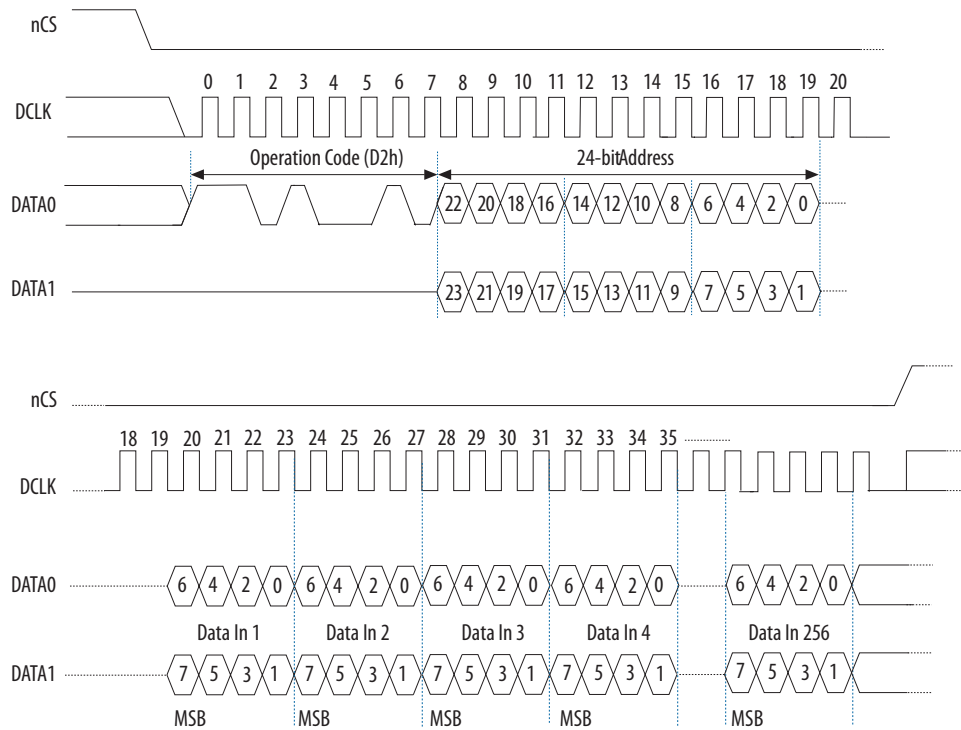 nCS
0 1 2 3 4 5 6 7 8 9 10 11 12 13 14 15 16 17 18 19 20
DCLK
Operation Code (D2h) 24-bitAddress
DATA0 22 20 18 16 14 12 10 8 6 4 2 0
DATA1 23 21 19 17 15 13 11 9 7 5 3 1
nCS
18 19 20 21 22 23 24 25 26 27 28 29 30 31 32 33 34 35
DCLK
DATA0 6 4 2 0 6 4 2 0 6 4 2 0 6 4 2 0 6 4 2 0
Data In 1 Data In 2 Data In 3 Data In 4 Data In 256
DATA1 7 5 3 1 7 5 3 1 7 5 3 1 7 5 3 1 7 5 3 1
MSB MSB MSB MSB MSB